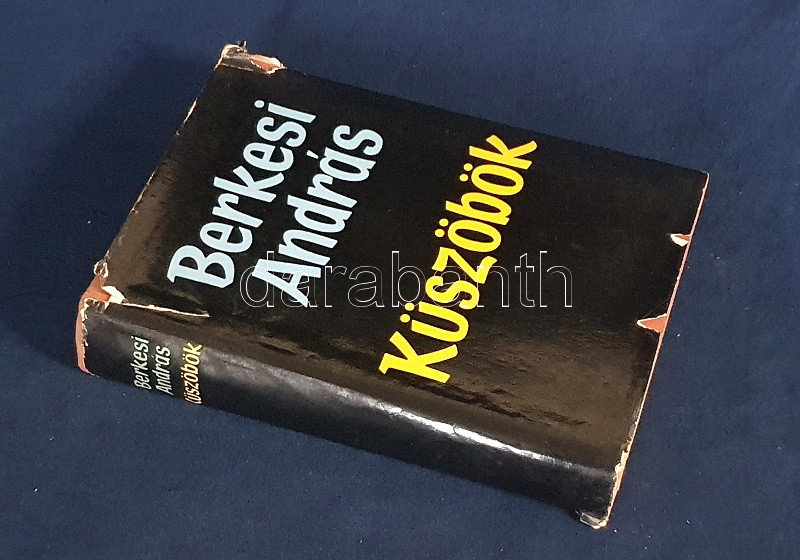 Berkesi
András
Küszöbök
Berkesi
András
Küszöbök
darabanth